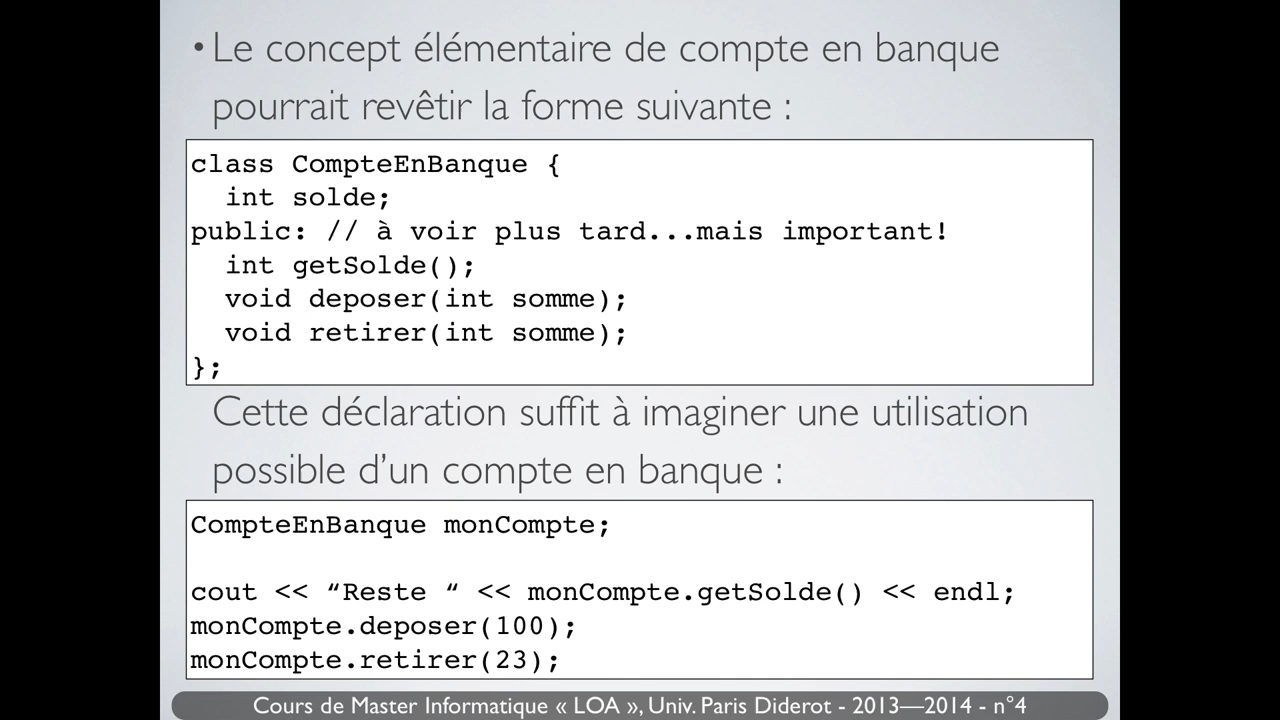 • Le concept élémentaire de compte en banque
pourrait revêtir la forme suivante :
class CompteEnBanque {
  int solde;
public: // à voir plus tard...mais important!
  int getSolde();
  void deposer(int somme);
  void retirer(int somme);
};
Cette déclaration suffit à imaginer une utilisation
possible d’un compte en banque :
CompteEnBanque monCompte;
cout << “Reste “ << monCompte.getSolde() << endl;
monCompte.deposer(100);
monCompte.retirer(23);
Cours de Master Informatique « LOA », Univ. Paris Diderot - 2013—2014 - n°4